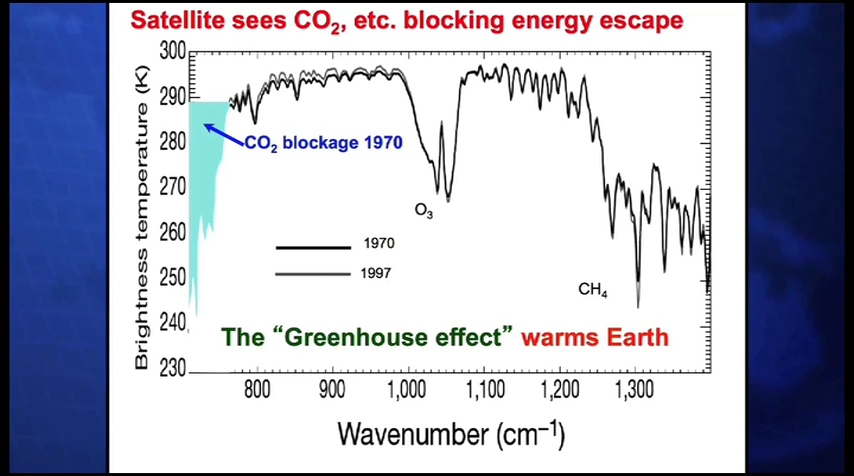 Satellite sees CO₂, etc. blocking energy escape
300
290
280
270
260
250
240
230
Brightness temperature (K)
CO₂ blockage 1970
O₃
1970
1997
CH₄
The “Greenhouse effect” warms Earth
800 900 1,000 1,100 1,200 1,300
Wavenumber (cm⁻¹)